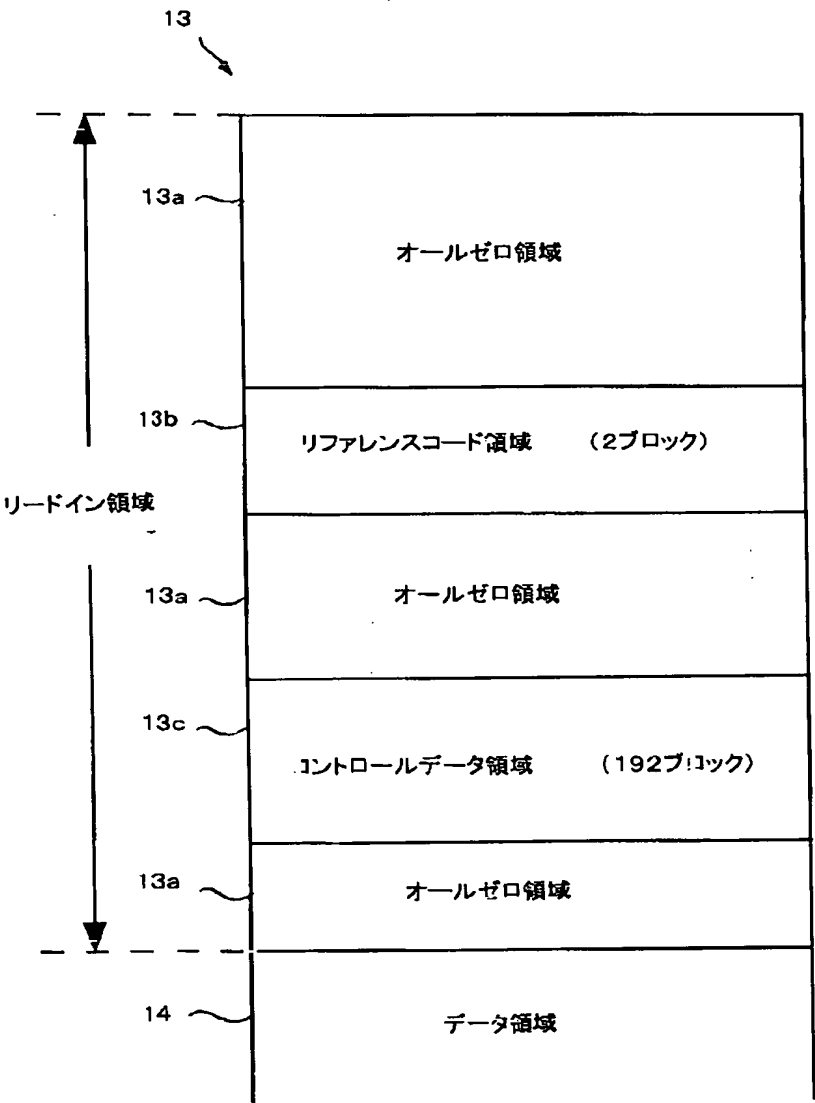 13
13a
オールゼロ領域
13b
リファレンスコード領域 (2ブロック)
リードイン領域
13a
オールゼロ領域
13c
コントロールデータ領域 (192ブロック)
13a
オールゼロ領域
14
データ領域